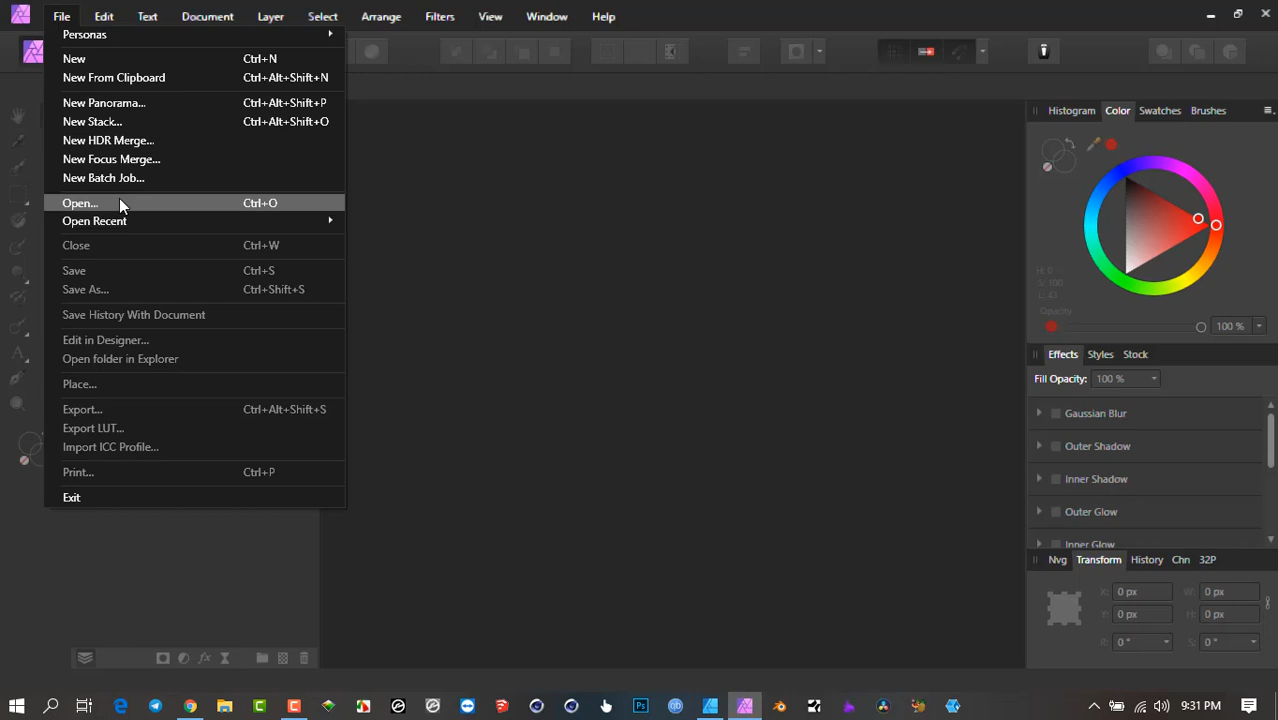 File Edit Text Document Layer Select Arrange Filters View Window Help
Personas
New Ctrl+N
New From Clipboard Ctrl+Alt+Shift+N
New Panorama... Ctrl+Alt+Shift+P
New Stack... Ctrl+Alt+Shift+O
New HDR Merge...
New Focus Merge...
New Batch Job...
Open... Ctrl+O
Open Recent
Close Ctrl+W
Save Ctrl+S
Save As... Ctrl+Shift+S
Save History With Document
Edit in Designer...
Open folder in Explorer
Place...
Export... Ctrl+Alt+Shift+S
Export LUT...
Import ICC Profile...
Print... Ctrl+P
Exit
Histogram Color Swatches Brushes
H: 0
S: 100
L: 43
Opacity
100 %
Effects Styles Stock
Fill Opacity: 100 %
Gaussian Blur
Outer Shadow
Inner Shadow
Outer Glow
Inner Glow
Nvg Transform History Chn 32P
X: 0 px W: 0 px
Y: 0 px H: 0 px
R: 0 ° S: 0 °
fx
Ps
9:31 PM